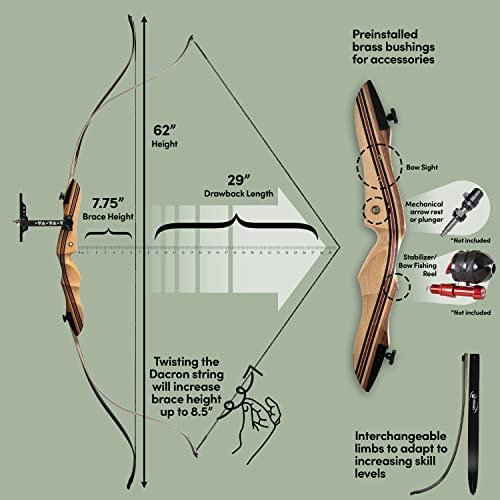 Preinstalled
brass bushings
for accessories
62”
Height
29”
Drawback Length
7.75”
Brace Height
Bow Sight
Mechanical
arrow rest
or plunger
*Not included
Stabilizer/
Bow Fishing
Reel
*Not included
Twisting the
Dacron string
will increase
brace height
up to 8.5”
Interchangeable
limbs to adapt to
increasing skill
levels